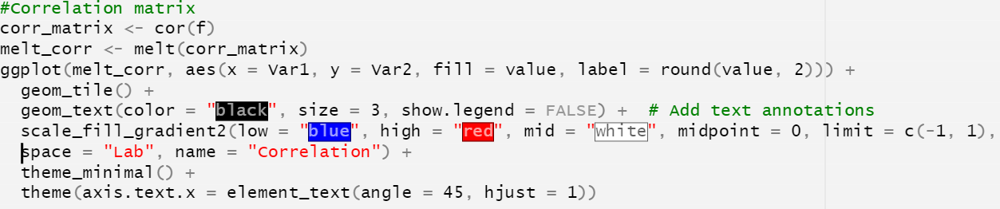 #Correlation matrix
corr_matrix <- cor(f)
melt_corr <- melt(corr_matrix)
ggplot(melt_corr, aes(x = Var1, y = Var2, fill = value, label = round(value, 2))) +
  geom_tile() +
  geom_text(color = "black", size = 3, show.legend = FALSE) +  # Add text annotations
  scale_fill_gradient2(low = "blue", high = "red", mid = "white", midpoint = 0, limit = c(-1, 1),
  space = "Lab", name = "Correlation") +
  theme_minimal() +
  theme(axis.text.x = element_text(angle = 45, hjust = 1))